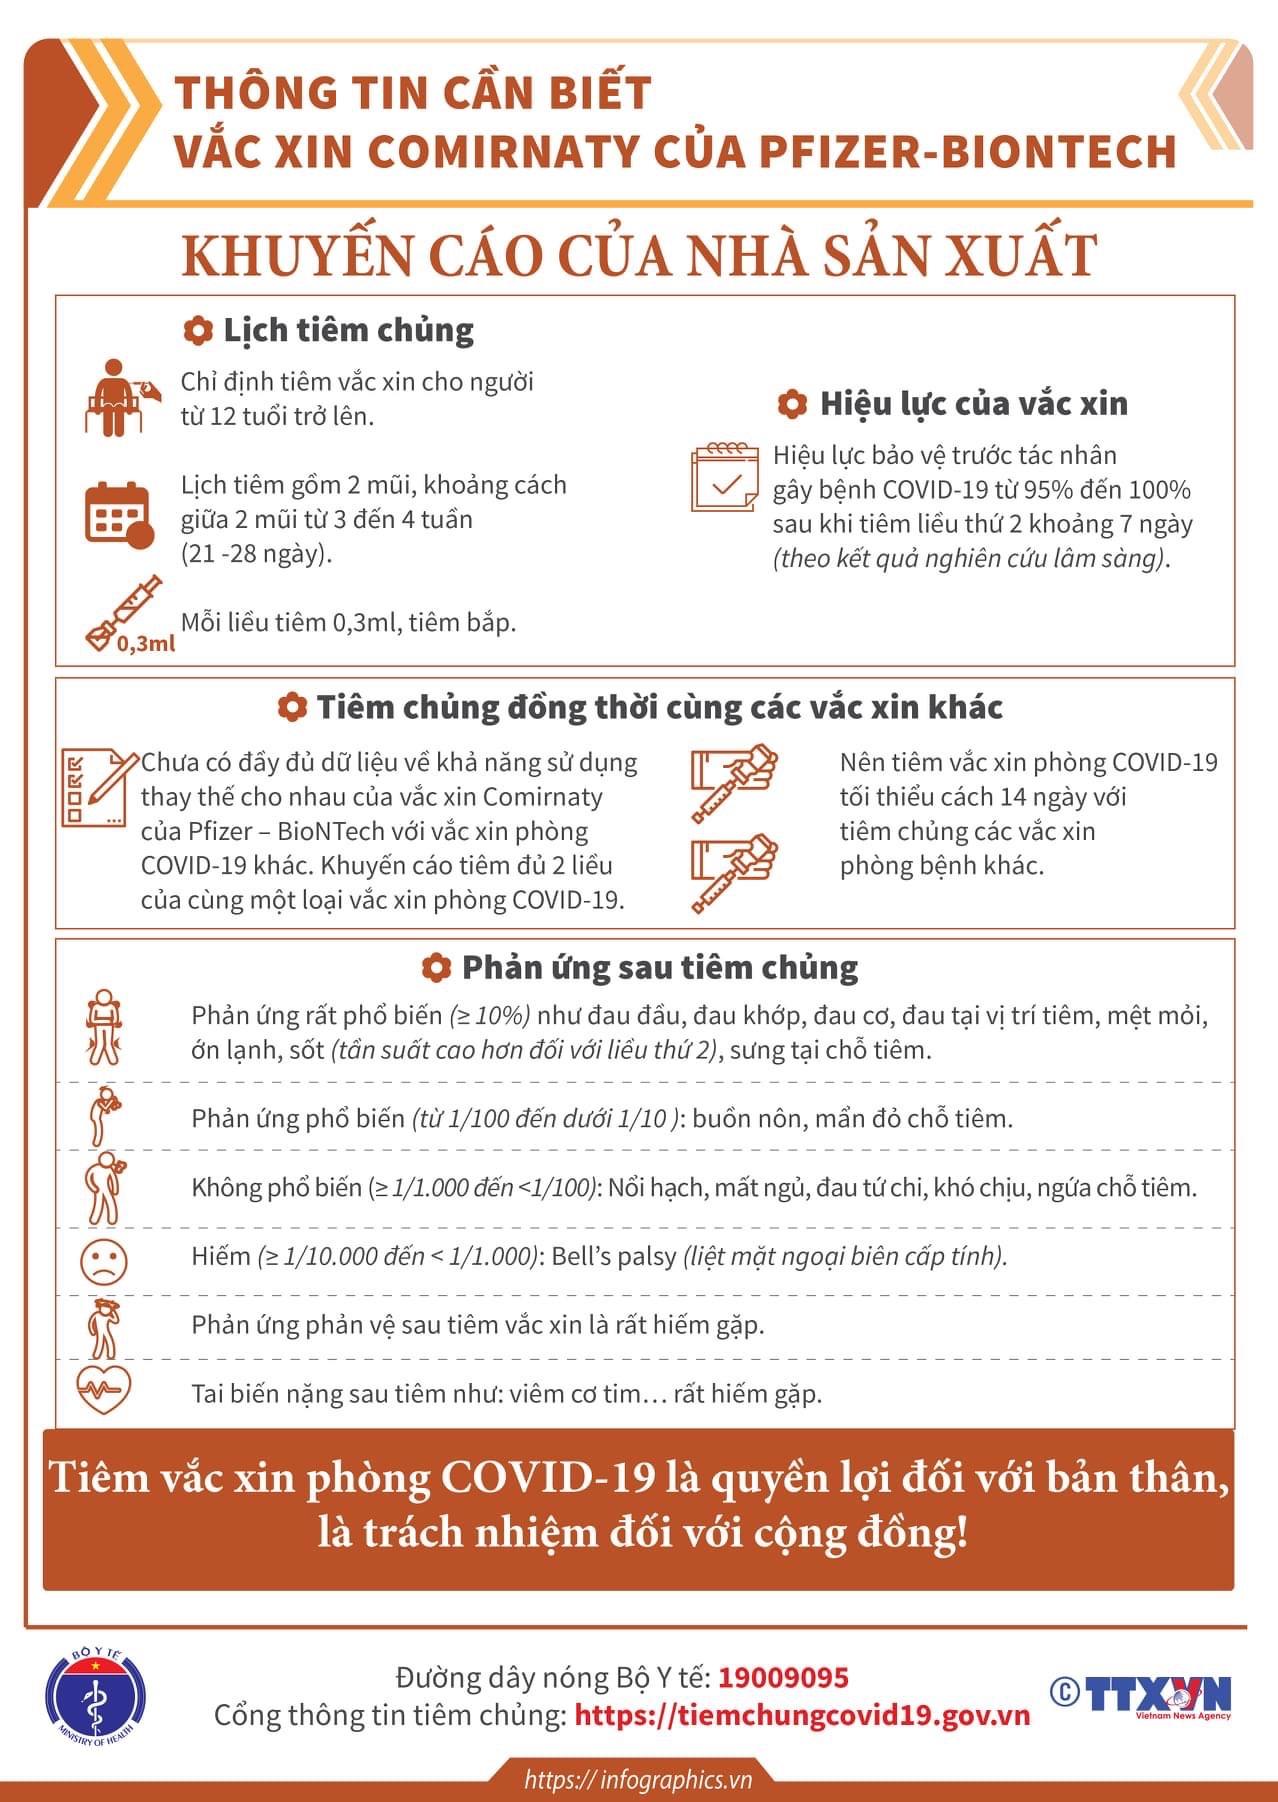 THÔNG TIN CẦN BIẾT
VẮC XIN COMIRNATY CỦA PFIZER-BIONTECH
KHUYẾN CÁO CỦA NHÀ SẢN XUẤT
Lịch tiêm chủng
Chỉ định tiêm vắc xin cho người
từ 12 tuổi trở lên.
Lịch tiêm gồm 2 mũi, khoảng cách
giữa 2 mũi từ 3 đến 4 tuần
(21 -28 ngày).
0,3ml
Mỗi liều tiêm 0,3ml, tiêm bắp.
Hiệu lực của vắc xin
Hiệu lực bảo vệ trước tác nhân
gây bệnh COVID-19 từ 95% đến 100%
sau khi tiêm liều thứ 2 khoảng 7 ngày
(theo kết quả nghiên cứu lâm sàng).
Tiêm chủng đồng thời cùng các vắc xin khác
Chưa có đầy đủ dữ liệu về khả năng sử dụng
thay thế cho nhau của vắc xin Comirnaty
của Pfizer – BioNTech với vắc xin phòng
COVID-19 khác. Khuyến cáo tiêm đủ 2 liều
của cùng một loại vắc xin phòng COVID-19.
Nên tiêm vắc xin phòng COVID-19
tối thiểu cách 14 ngày với
tiêm chủng các vắc xin
phòng bệnh khác.
Phản ứng sau tiêm chủng
Phản ứng rất phổ biến (≥ 10%) như đau đầu, đau khớp, đau cơ, đau tại vị trí tiêm, mệt mỏi,
ớn lạnh, sốt (tần suất cao hơn đối với liều thứ 2), sưng tại chỗ tiêm.
Phản ứng phổ biến (từ 1/100 đến dưới 1/10 ): buồn nôn, mẩn đỏ chỗ tiêm.
Không phổ biến (≥ 1/1.000 đến <1/100): Nổi hạch, mất ngủ, đau tứ chi, khó chịu, ngứa chỗ tiêm.
Hiếm (≥ 1/10.000 đến < 1/1.000): Bell’s palsy (liệt mặt ngoại biên cấp tính).
Phản ứng phản vệ sau tiêm vắc xin là rất hiếm gặp.
Tai biến nặng sau tiêm như: viêm cơ tim… rất hiếm gặp.
Tiêm vắc xin phòng COVID-19 là quyền lợi đối với bản thân,
là trách nhiệm đối với cộng đồng!
BỘ Y TẾ
MINISTRY OF HEALTH
Đường dây nóng Bộ Y tế: 19009095
Cổng thông tin tiêm chủng: https://tiemchungcovid19.gov.vn
© TTXVN
Vietnam News Agency
https:// infographics.vn